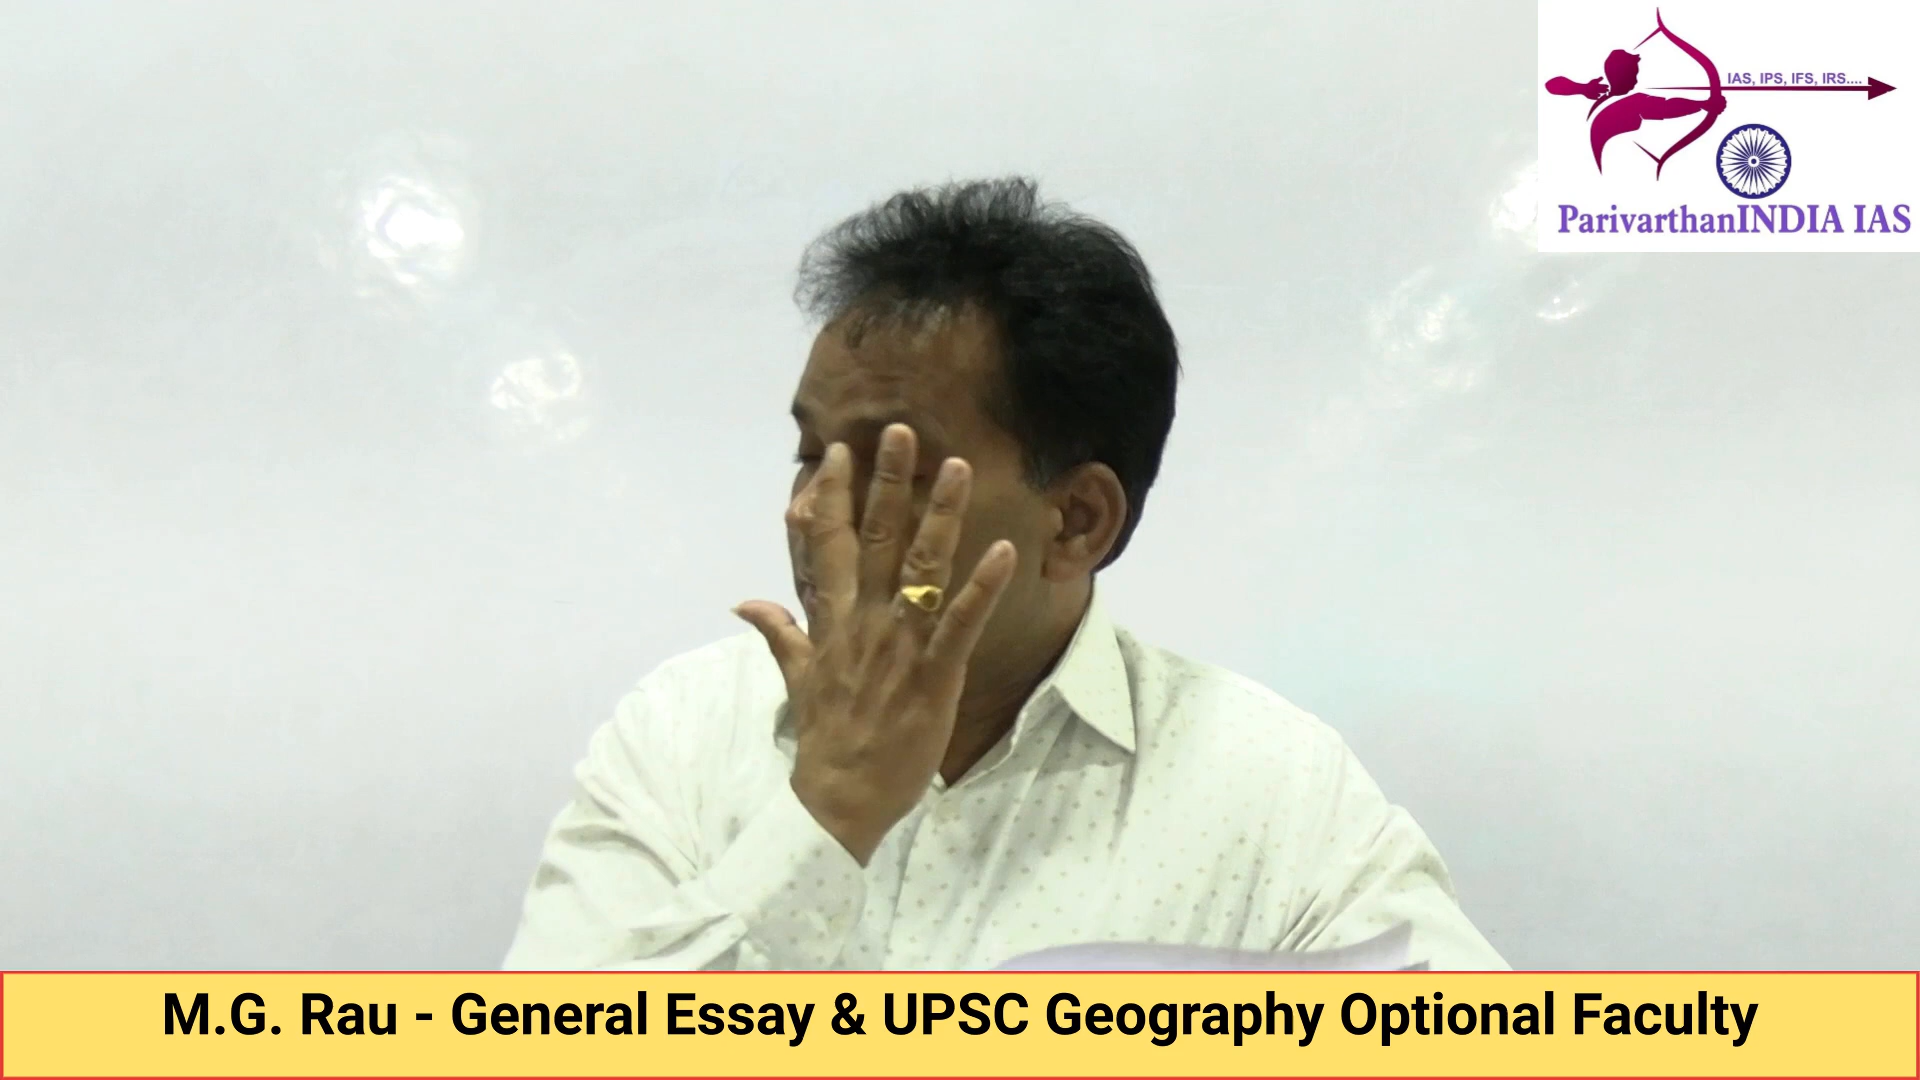 IAS, IPS, IFS, IRS....
ParivarthanINDIA IAS
M.G. Rau - General Essay & UPSC Geography Optional Faculty